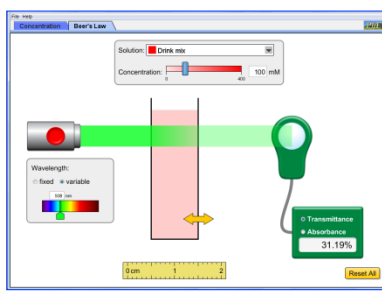 File Help
Concentration Beer's Law
Solution: Drink mix
Concentration: 100 mM
0 400
Wavelength:
fixed variable
nm
Transmittance
Absorbance
31.19%
0 cm 1 2
Reset All